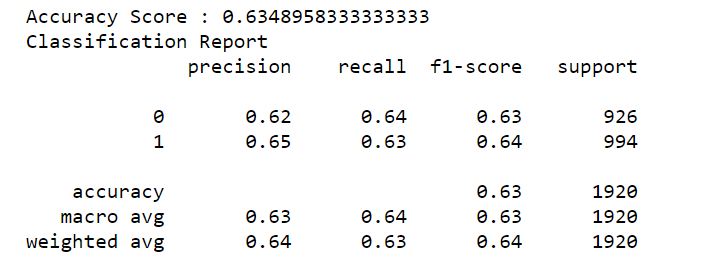 Accuracy Score : 0.6348958333333333
Classification Report
precision recall f1-score support
0 0.62 0.64 0.63 926
1 0.65 0.63 0.64 994
accuracy 0.63 1920
macro avg 0.63 0.64 0.63 1920
weighted avg 0.64 0.63 0.64 1920